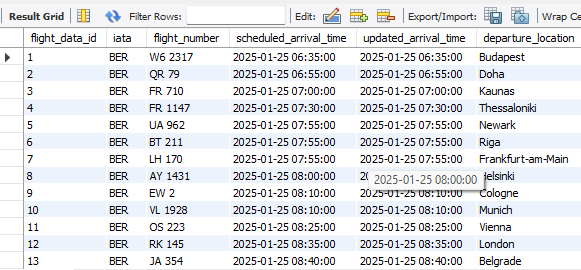 Result Grid Filter Rows: Edit: Export/Import: Wrap Ce
flight_data_id iata flight_number scheduled_arrival_time updated_arrival_time departure_location
1 BER W6 2317 2025-01-25 06:35:00 2025-01-25 06:35:00 Budapest
2 BER QR 79 2025-01-25 06:55:00 2025-01-25 06:55:00 Doha
3 BER FR 710 2025-01-25 07:00:00 2025-01-25 07:00:00 Kaunas
4 BER FR 1147 2025-01-25 07:30:00 2025-01-25 07:30:00 Thessaloniki
5 BER UA 962 2025-01-25 07:55:00 2025-01-25 07:55:00 Newark
6 BER BT 211 2025-01-25 07:55:00 2025-01-25 07:55:00 Riga
7 BER LH 170 2025-01-25 07:55:00 2025-01-25 07:55:00 Frankfurt-am-Main
8 BER AY 1431 2025-01-25 08:00:00 2025-01-25 08:00:00 elsinki
9 BER EW 2 2025-01-25 08:10:00 2025-01-25 08:10:00 Cologne
10 BER VL 1928 2025-01-25 08:10:00 2025-01-25 08:10:00 Munich
11 BER OS 223 2025-01-25 08:25:00 2025-01-25 08:25:00 Vienna
12 BER RK 145 2025-01-25 08:35:00 2025-01-25 08:35:00 London
13 BER JA 354 2025-01-25 08:40:00 2025-01-25 08:40:00 Belgrade